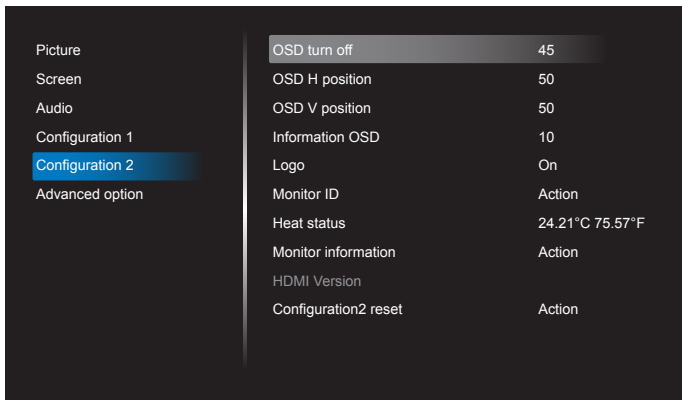 Picture
Screen
Audio
Configuration 1
Configuration 2
Advanced option
OSD turn off 45
OSD H position 50
OSD V position 50
Information OSD 10
Logo On
Monitor ID Action
Heat status 24.21°C 75.57°F
Monitor information Action
HDMI Version
Configuration2 reset Action